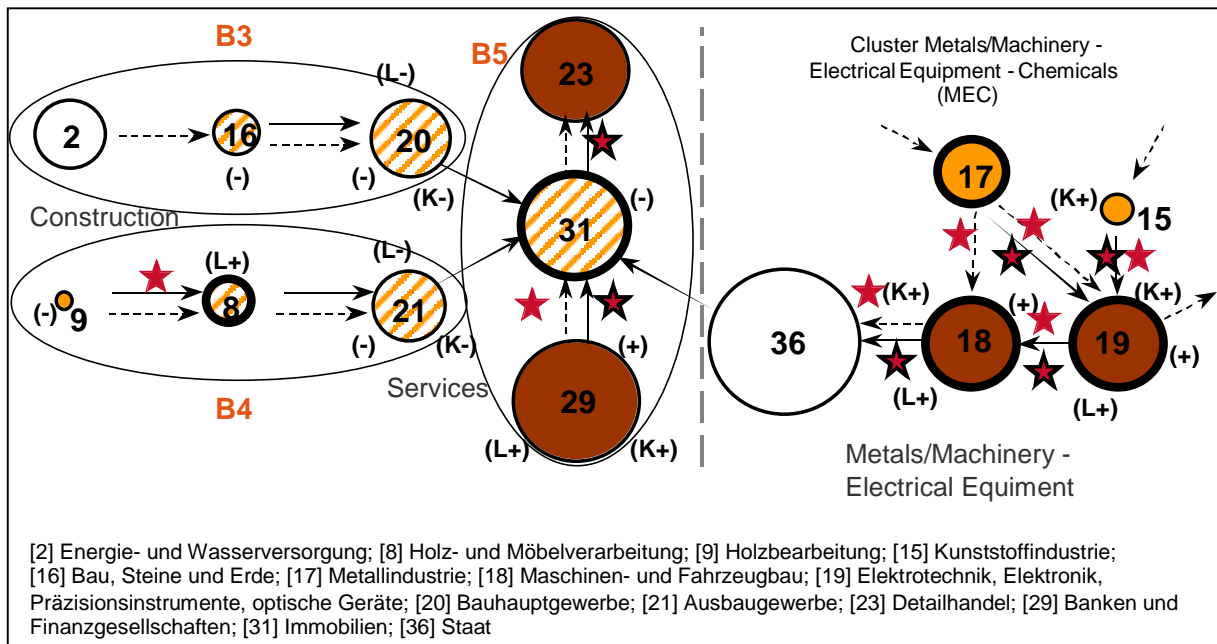 B3
B5
B4
(L-)
2
16
20
(-)
(-)
(K-)
Construction
(L+)
(L-)
(-)
9
8
21
(-)
(K-)
Services
23
31
(-)
(+)
29
(L+)
(K+)
Cluster Metals/Machinery -
Electrical Equipment - Chemicals
(MEC)
17
(K+)
15
(K+)
(+)
(K+)
36
18
19
(+)
(L+)
(L+)
Metals/Machinery -
Electrical Equiment
[2] Energie- und Wasserversorgung; [8] Holz- und Möbelverarbeitung; [9] Holzbearbeitung; [15] Kunststoffindustrie;
[16] Bau, Steine und Erde; [17] Metallindustrie; [18] Maschinen- und Fahrzeugbau; [19] Elektrotechnik, Elektronik,
Präzisionsinstrumente, optische Geräte; [20] Bauhauptgewerbe; [21] Ausbaugewerbe; [23] Detailhandel; [29] Banken und
Finanzgesellschaften; [31] Immobilien; [36] Staat